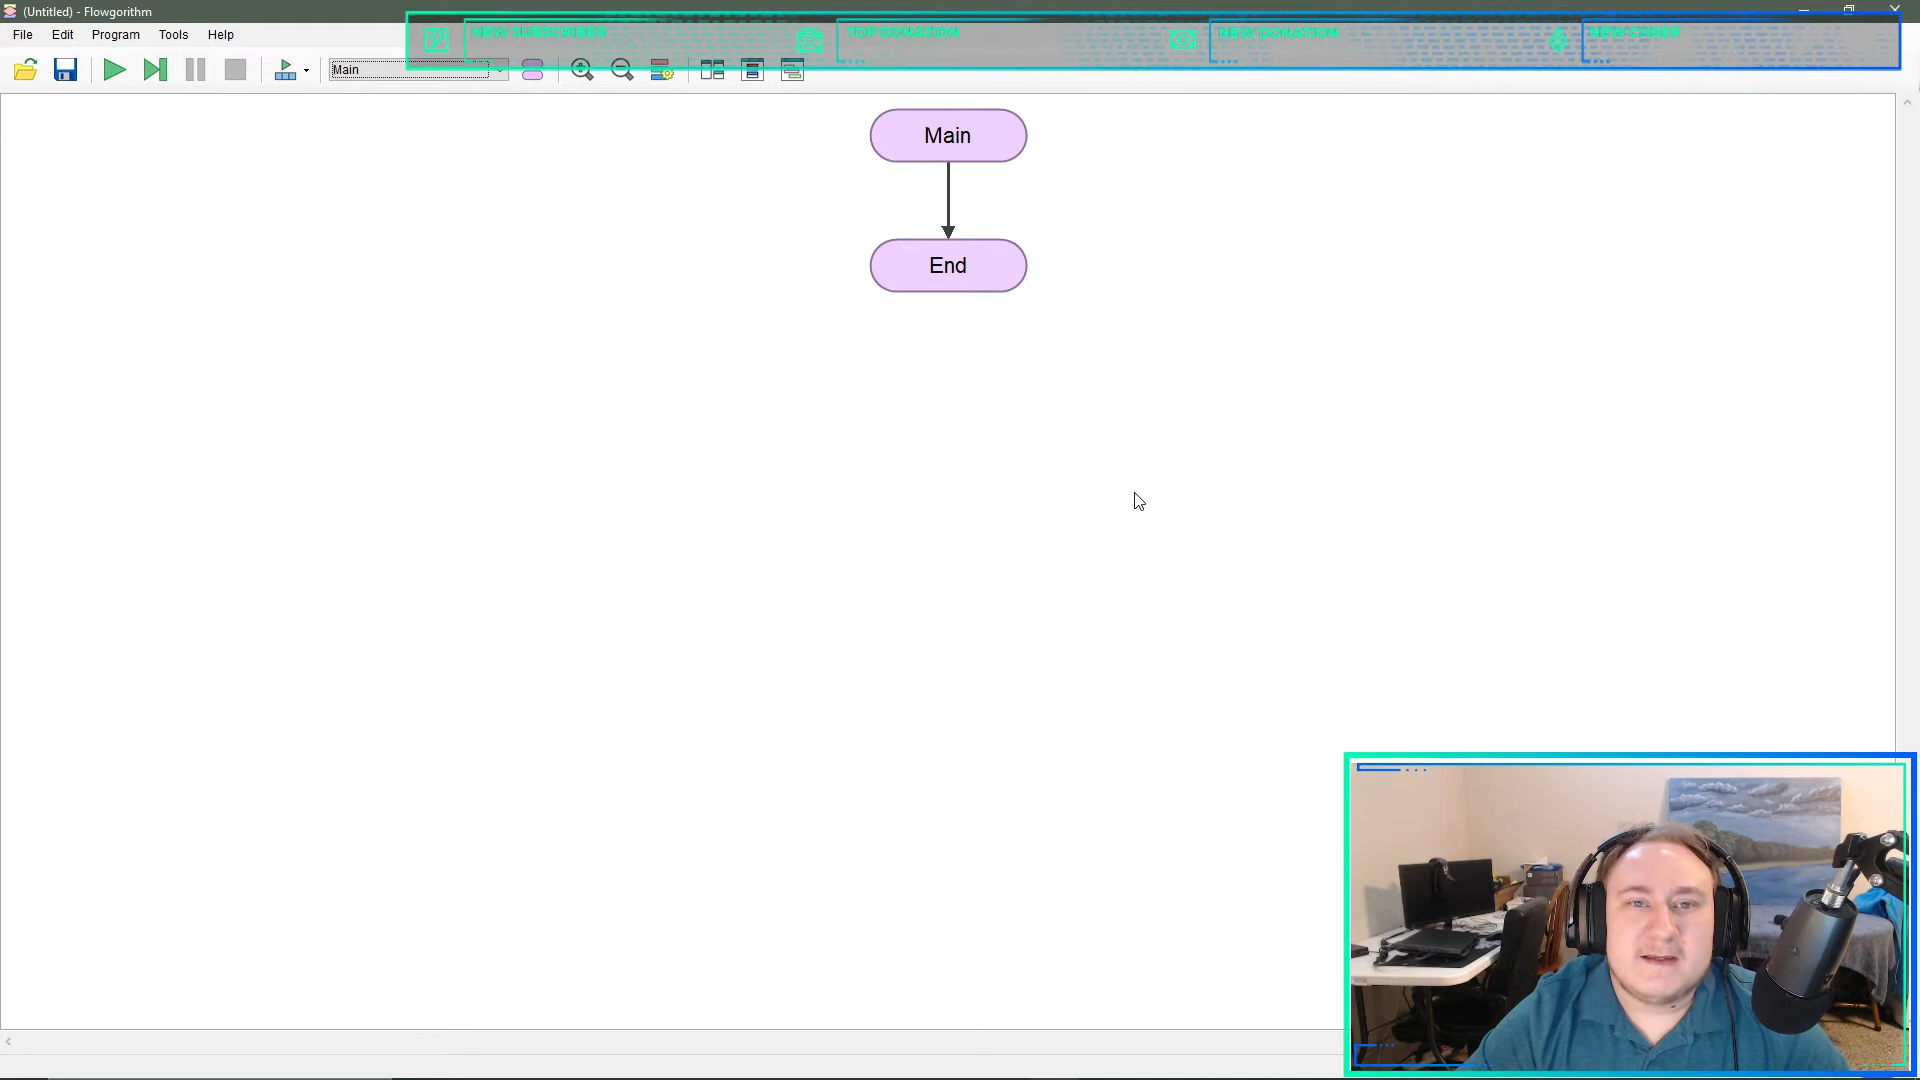 (Untitled) - Flowgorithm
File Edit Program Tools Help
NEW SUBSCRIBER TOP DONATION NEW DONATION NEW CHEER
Main
Main
End